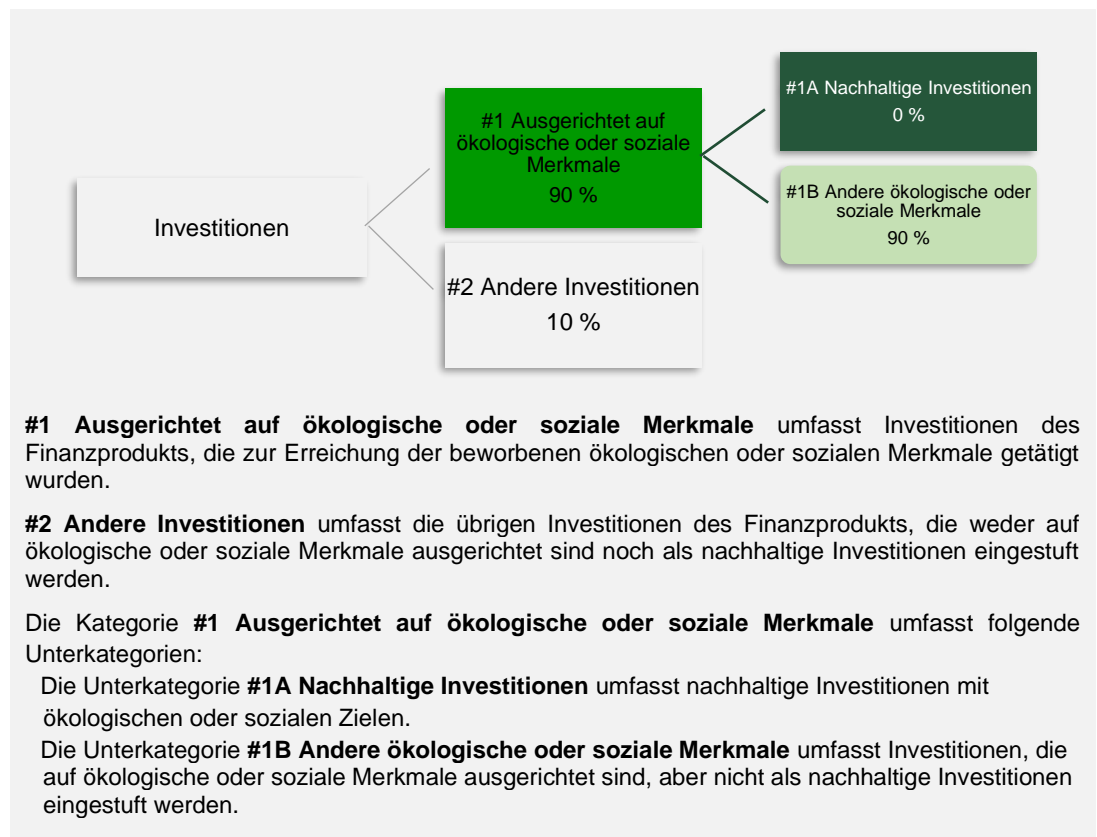 #1A Nachhaltige Investitionen
0 %
#1 Ausgerichtet auf
ökologische oder soziale
Merkmale
90 %
#1B Andere ökologische oder
soziale Merkmale
90 %
Investitionen
#2 Andere Investitionen
10 %
#1 Ausgerichtet auf ökologische oder soziale Merkmale umfasst Investitionen des
Finanzprodukts, die zur Erreichung der beworbenen ökologischen oder sozialen Merkmale getätigt
wurden.
#2 Andere Investitionen umfasst die übrigen Investitionen des Finanzprodukts, die weder auf
ökologische oder soziale Merkmale ausgerichtet sind noch als nachhaltige Investitionen eingestuft
werden.
Die Kategorie #1 Ausgerichtet auf ökologische oder soziale Merkmale umfasst folgende
Unterkategorien:
Die Unterkategorie #1A Nachhaltige Investitionen umfasst nachhaltige Investitionen mit
ökologischen oder sozialen Zielen.
Die Unterkategorie #1B Andere ökologische oder soziale Merkmale umfasst Investitionen, die
auf ökologische oder soziale Merkmale ausgerichtet sind, aber nicht als nachhaltige Investitionen
eingestuft werden.